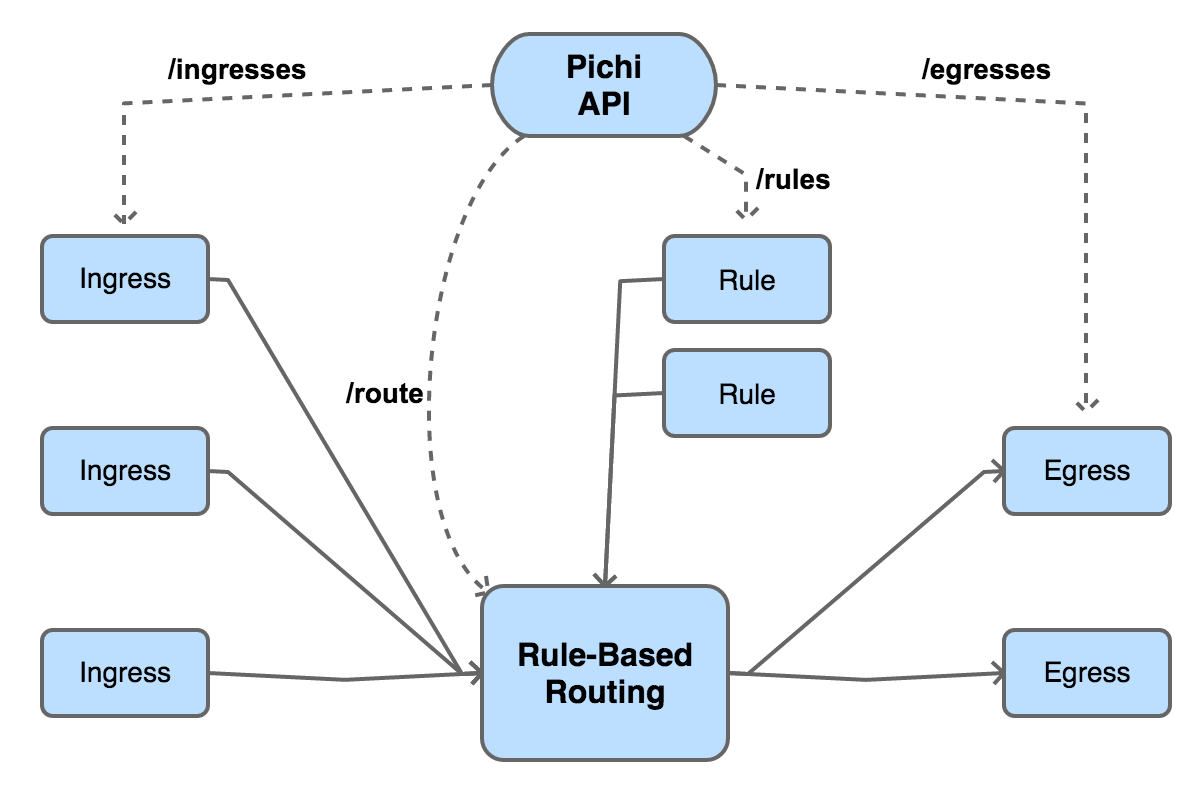 Pichi
API
/ingresses
/egresses
/rules
Ingress
Rule
/route
Rule
Ingress
Egress
Rule-Based
Routing
Ingress
Egress